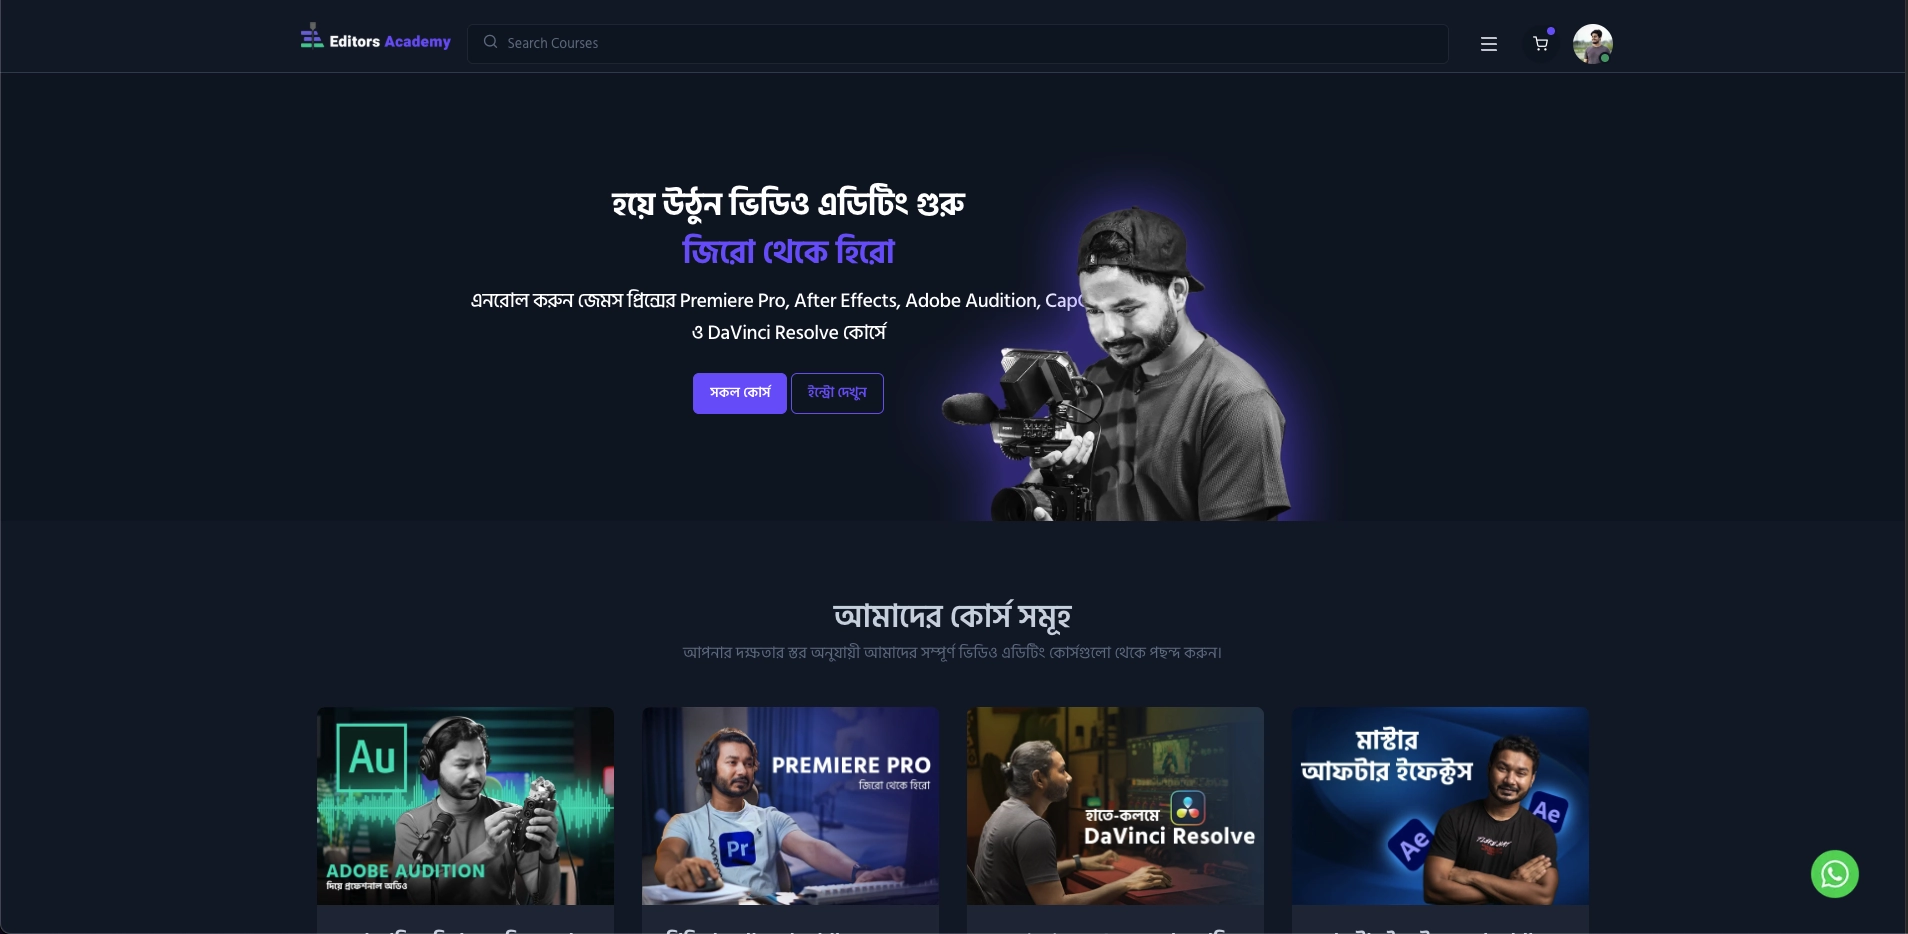 Editors Academy
Search Courses
হয়ে উঠুন ভিডিও এডিটিং গুরু
জিরো থেকে হিরো
এনরোল করুন জেমস প্রিন্সের Premiere Pro, After Effects, Adobe Audition, Cap
ও DaVinci Resolve কোর্সে
সকল কোর্স
ইন্ট্রো দেখুন
আমাদের কোর্স সমূহ
আপনার দক্ষতার স্তর অনুযায়ী আমাদের সম্পূর্ণ ভিডিও এডিটিং কোর্সগুলো থেকে পছন্দ করুন।
Au
ADOBE AUDITION
দিয়ে প্রফেশনাল অডিও
PREMIERE PRO
জিরো থেকে হিরো
Pr
হাতে-কলমে
DaVinci Resolve
মাস্টার
আফটার ইফেক্টস
Ae
Ae